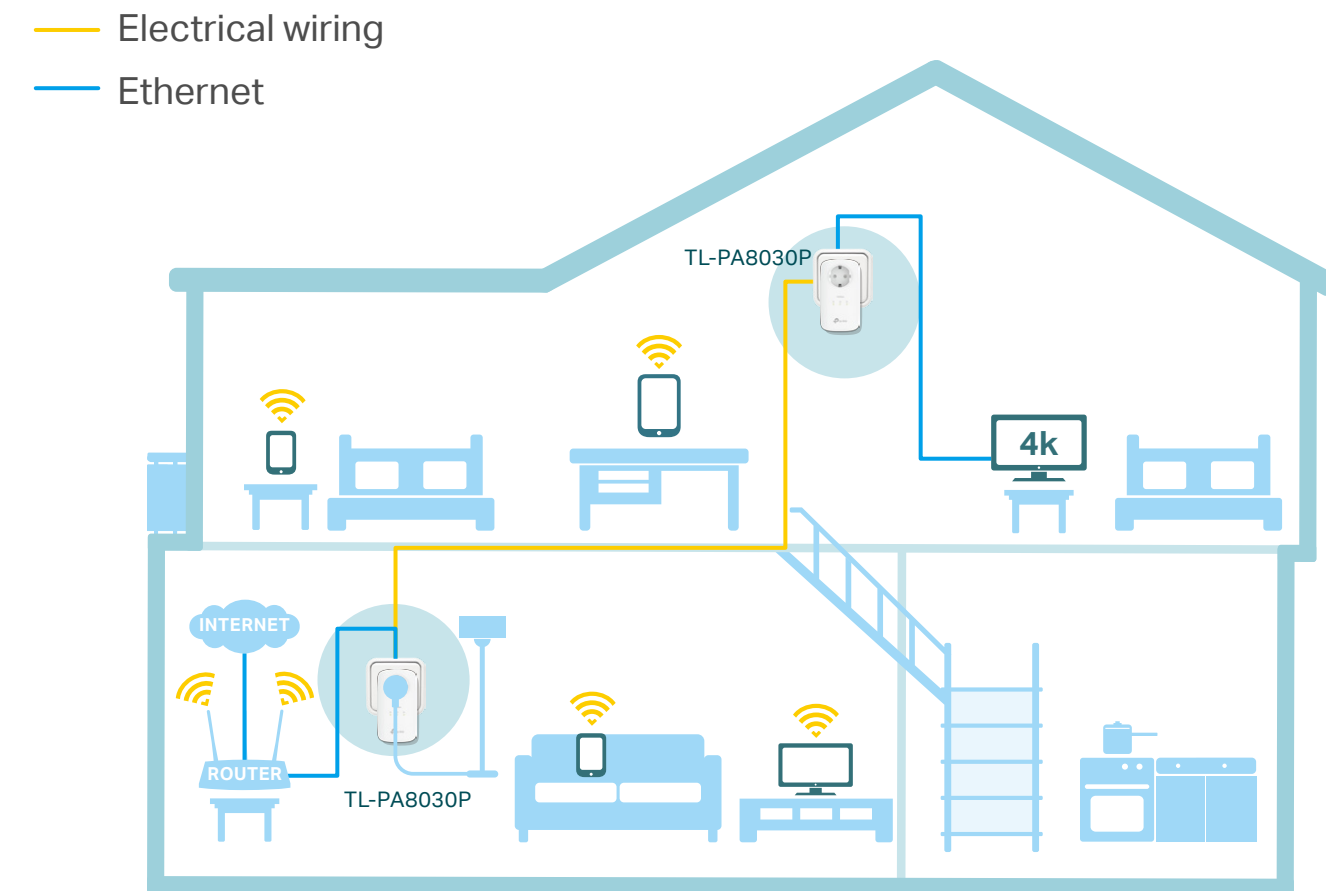 Electrical wiring
Ethernet
TL-PA8030P
4k
INTERNET
ROUTER
TL-PA8030P